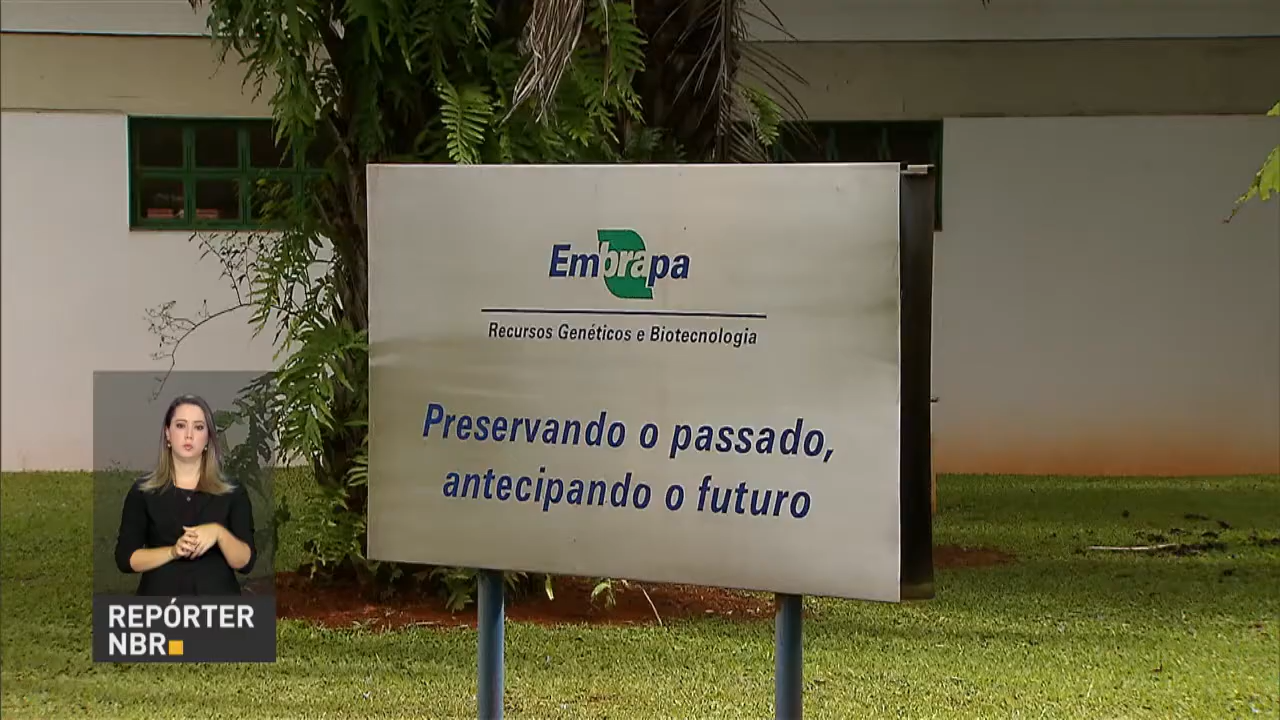 Embrapa
Recursos Genéticos e Biotecnologia
Preservando o passado,
antecipando o futuro
REPÓRTER
NBR